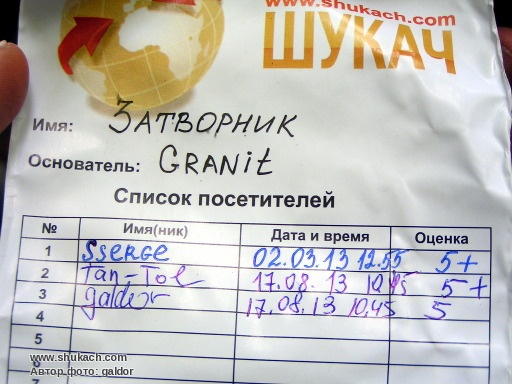 www.shukach.com
ШУКАЧ
Имя: ЗАТВОРНИК
Основатель: GRANIt
Список посетителей
№ Имя(ник) Дата и время Оценка
1 SSERGE 02.03.13 12.55 5+
2 Tan-Tol 17.08.13 10.45 5+
3 galdor 17.08.13 10.45 5
4
5
6
7
www.shukach.com
Автор фото: galdor